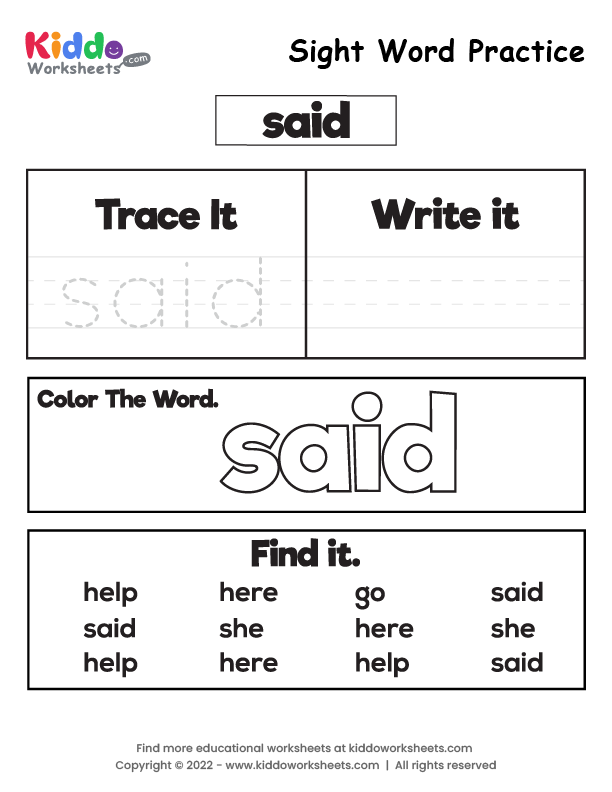 Kiddo
Worksheets .com
Sight Word Practice
said
Trace It
Write it
said
Color The Word.
said
Find it.
help here go said
said she here she
help here help said
Find more educational worksheets at kiddoworksheets.com
Copyright © 2022 - www.kiddoworksheets.com | All rights reserved